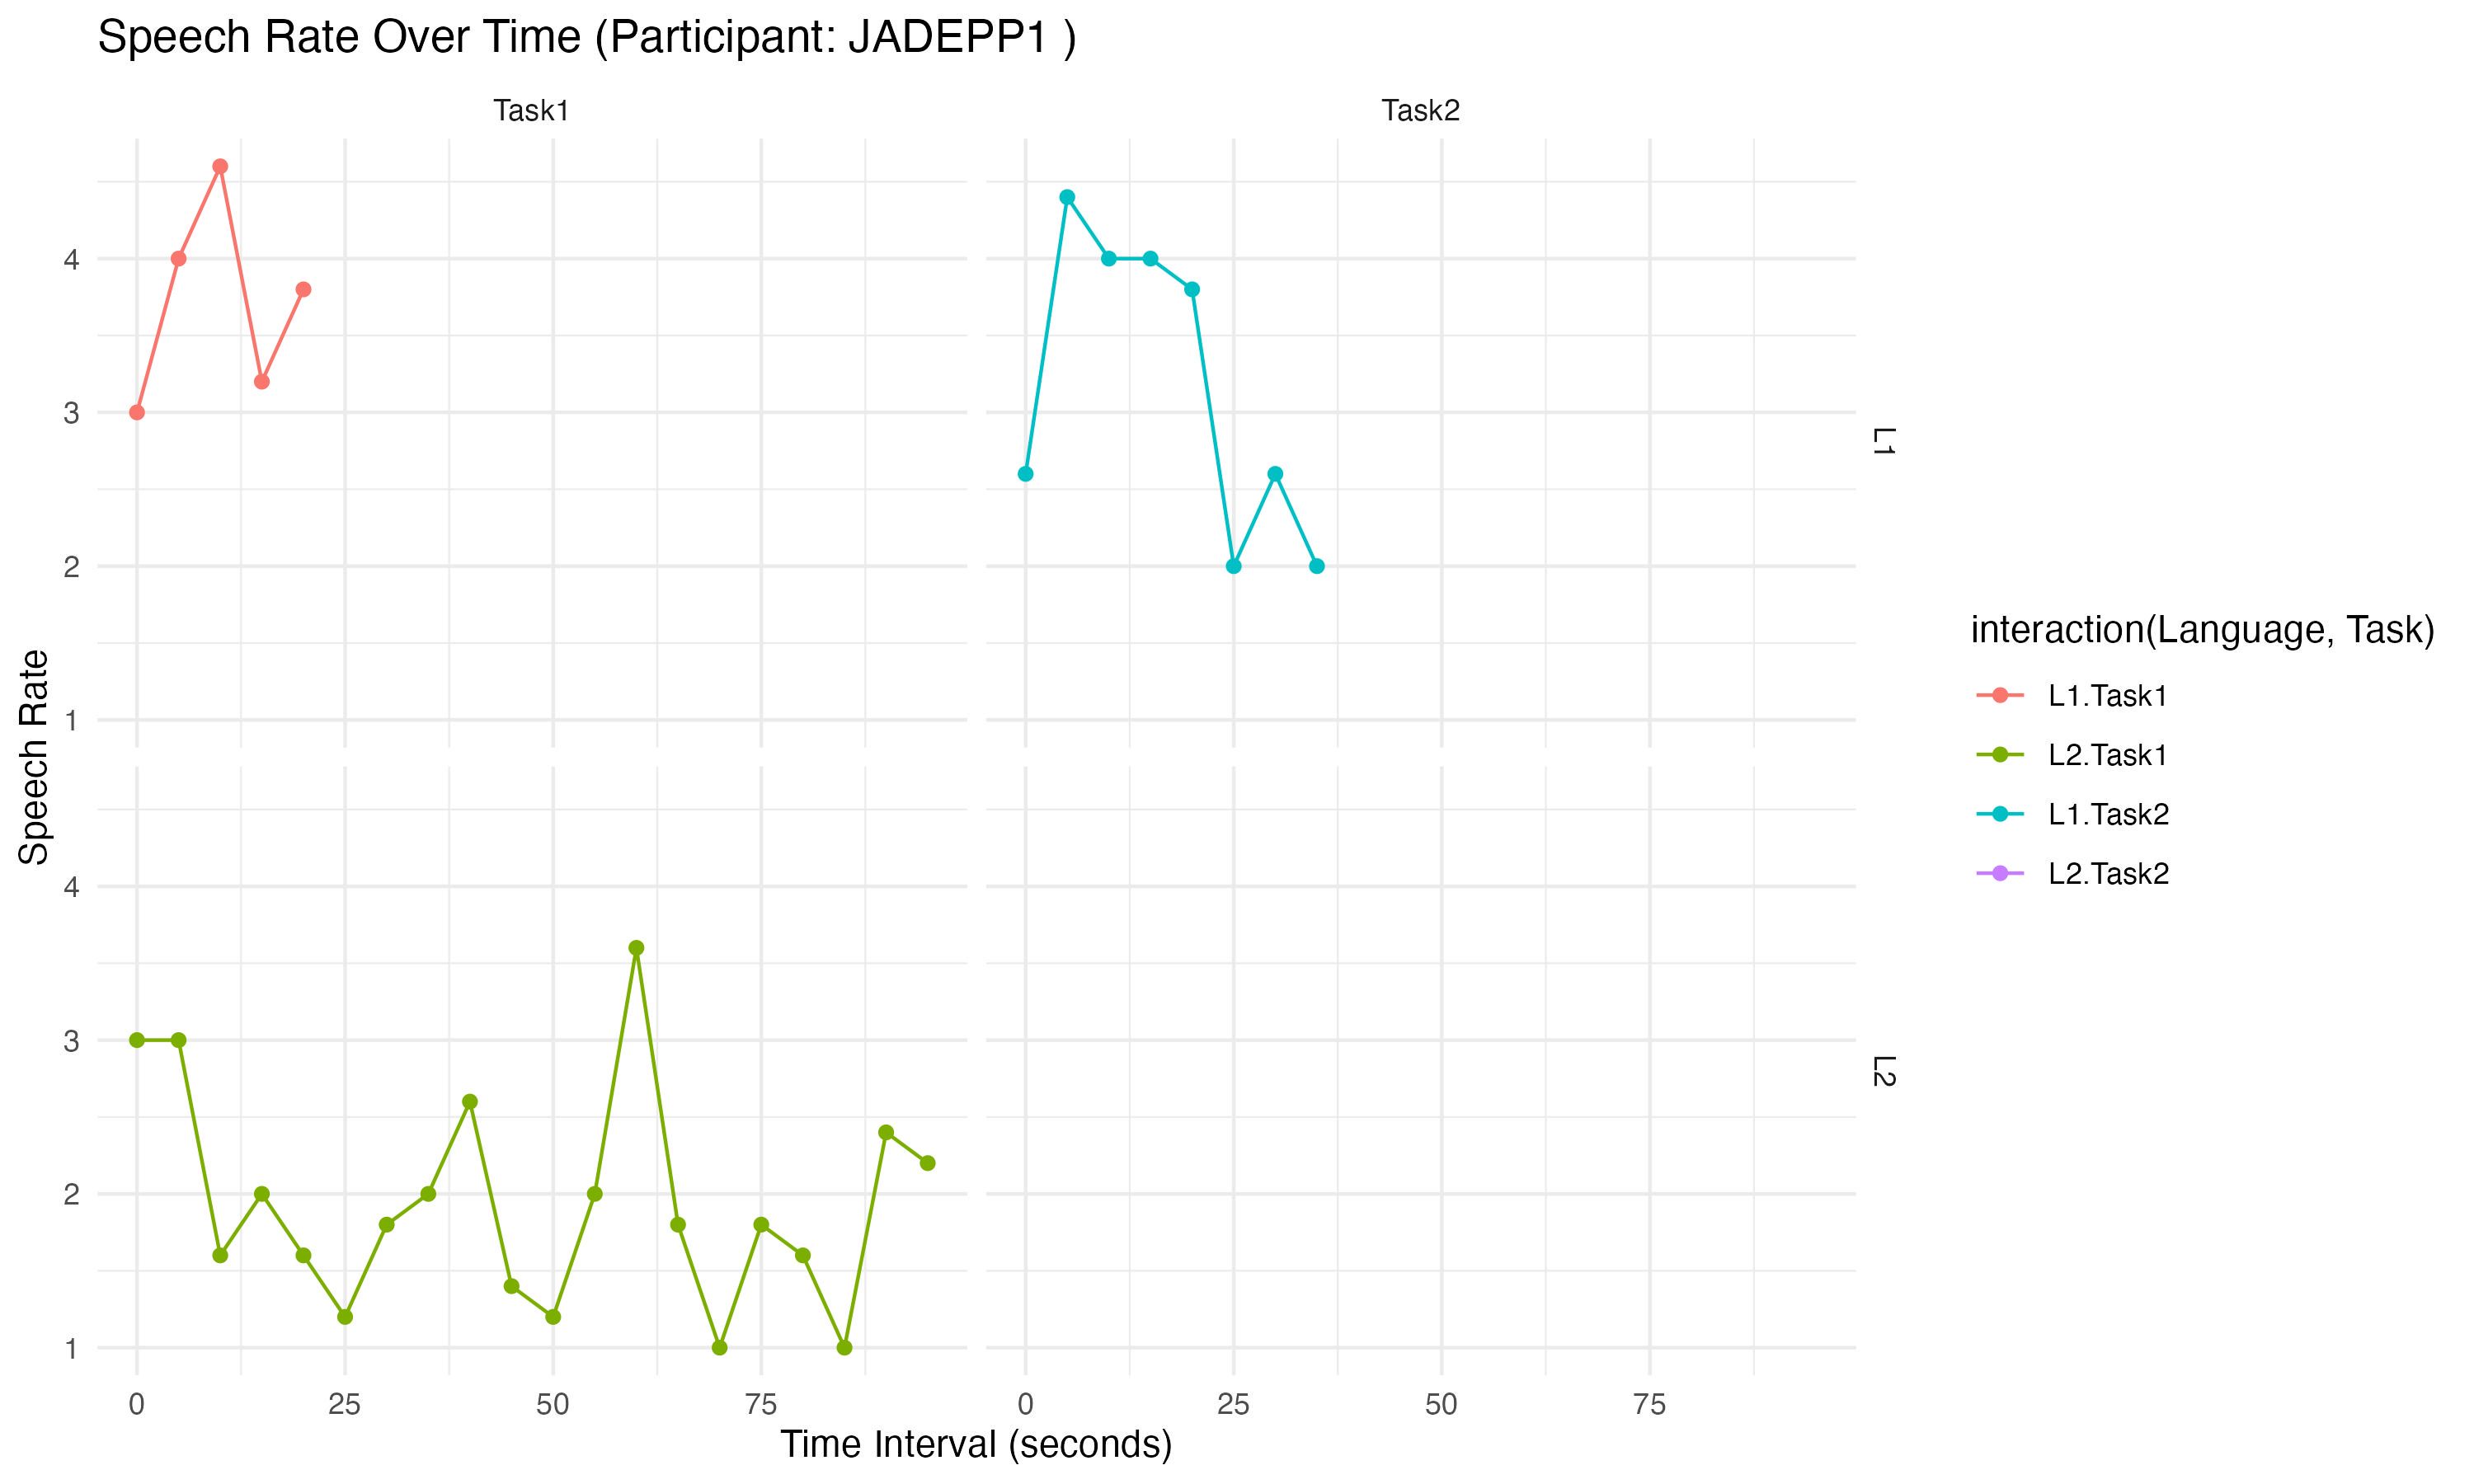 Speech Rate Over Time (Participant: JADEPP1 )
Task1
Task2
4
3
2
1
L1
Speech Rate
4
3
2
1
L2
0
25
50
75
0
25
50
75
Time Interval (seconds)
interaction(Language, Task)
L1.Task1
L2.Task1
L1.Task2
L2.Task2